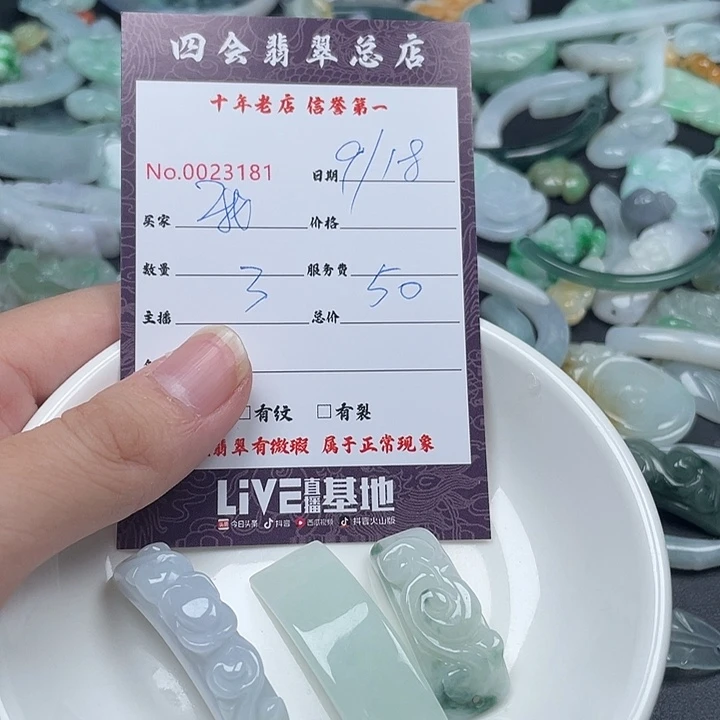 四会翡翠总店
十年老店 信誉第一
No.0023181 日期 9/18
买家 价格
数量 3 服务费 50
主播 总价
□有纹 □有裂
翡翠有微瑕 属于正常现象
LiVE直播基地
今日头条 抖音 西瓜视频 抖音火山版